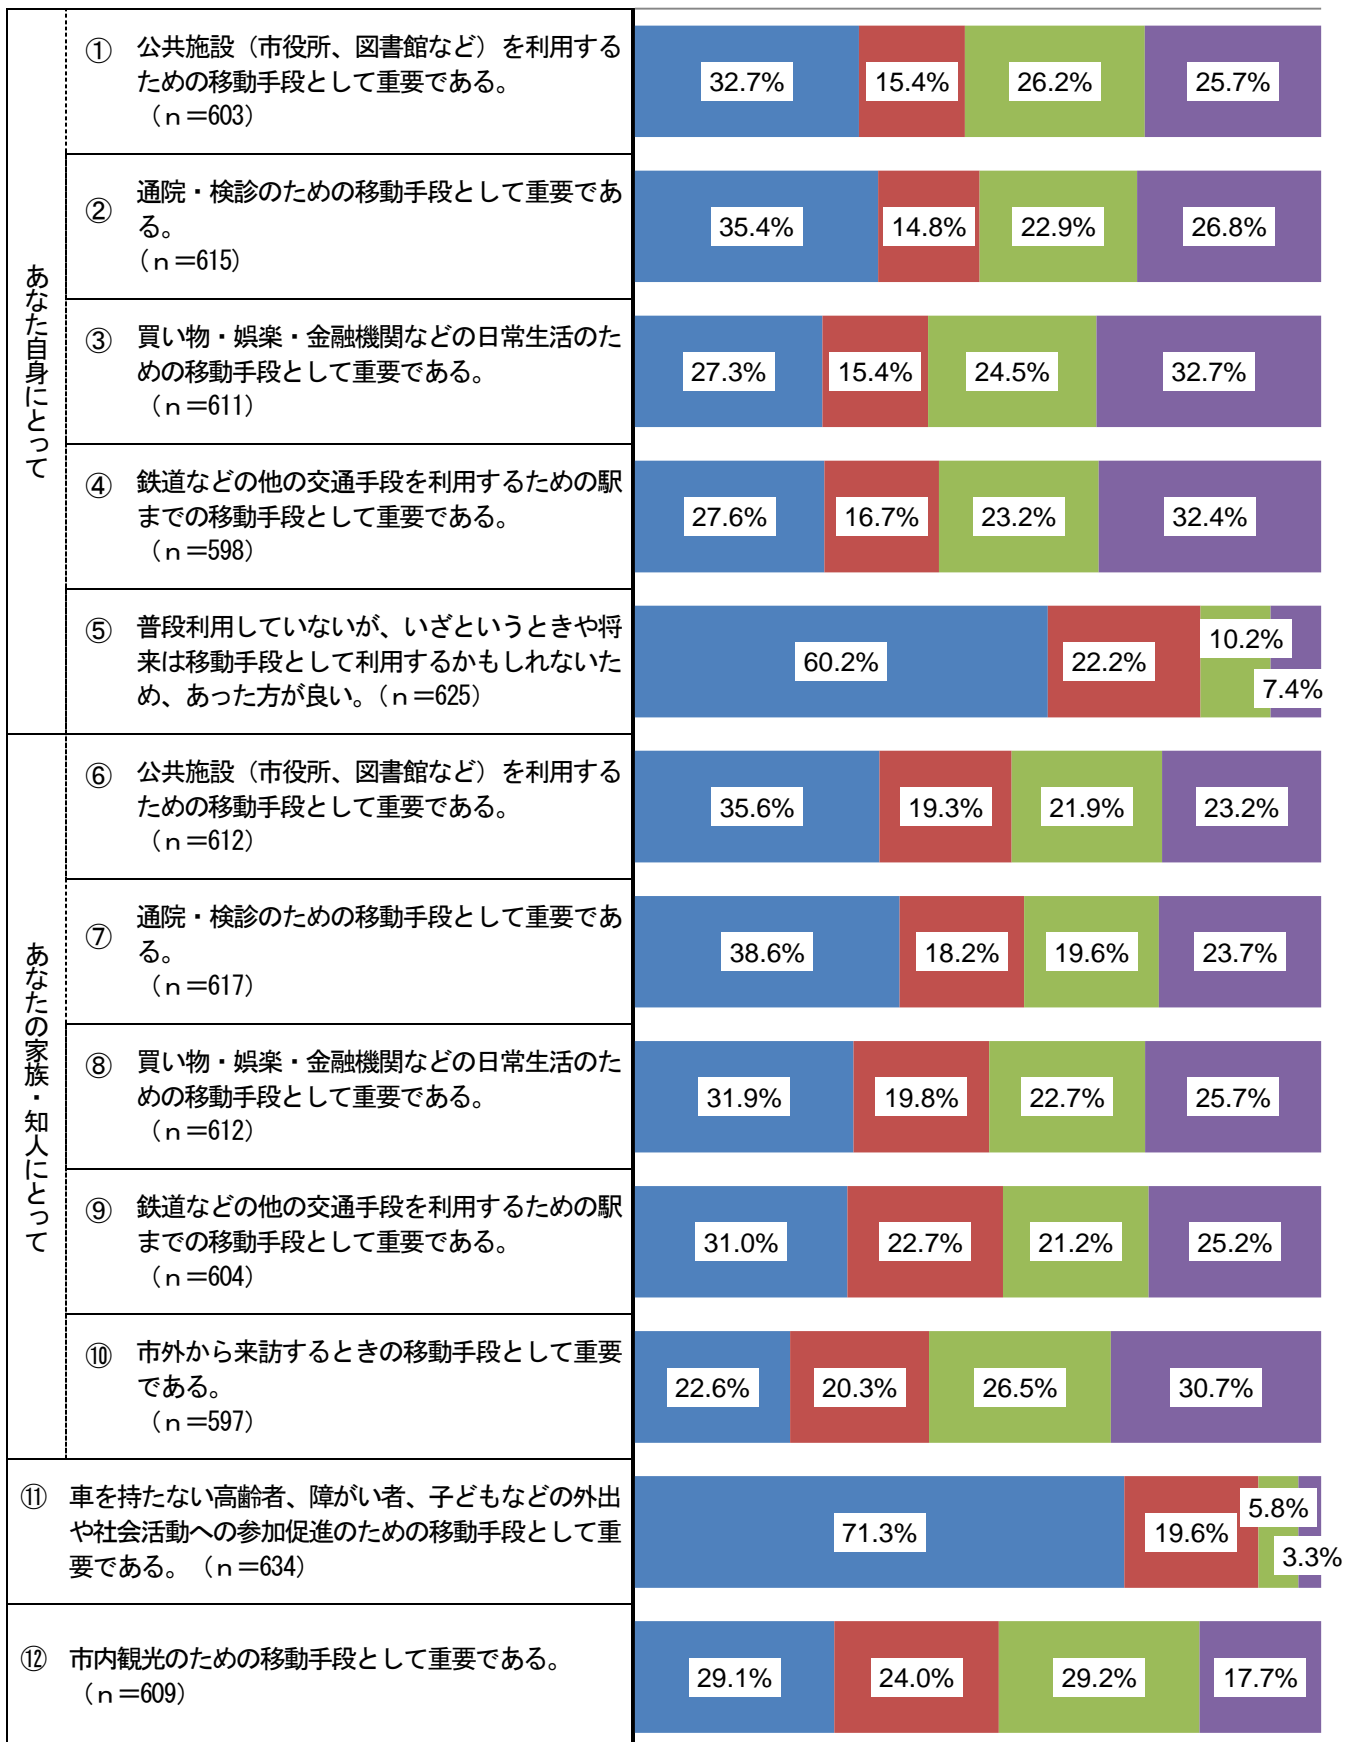 あなた自身にとって
① 公共施設（市役所、図書館など）を利用する
ための移動手段として重要である。
（ｎ＝603）
32.7% 15.4% 26.2% 25.7%
② 通院・検診のための移動手段として重要であ
る。
（ｎ＝615）
35.4% 14.8% 22.9% 26.8%
③ 買い物・娯楽・金融機関などの日常生活のた
めの移動手段として重要である。
（ｎ＝611）
27.3% 15.4% 24.5% 32.7%
④ 鉄道などの他の交通手段を利用するための駅
までの移動手段として重要である。
（ｎ＝598）
27.6% 16.7% 23.2% 32.4%
⑤ 普段利用していないが、いざというときや将
来は移動手段として利用するかもしれないた
め、あった方が良い。（ｎ＝625）
60.2% 22.2% 10.2% 7.4%
あなたの家族・知人にとって
⑥ 公共施設（市役所、図書館など）を利用する
ための移動手段として重要である。
（ｎ＝612）
35.6% 19.3% 21.9% 23.2%
⑦ 通院・検診のための移動手段として重要であ
る。
（ｎ＝617）
38.6% 18.2% 19.6% 23.7%
⑧ 買い物・娯楽・金融機関などの日常生活のた
めの移動手段として重要である。
（ｎ＝612）
31.9% 19.8% 22.7% 25.7%
⑨ 鉄道などの他の交通手段を利用するための駅
までの移動手段として重要である。
（ｎ＝604）
31.0% 22.7% 21.2% 25.2%
⑩ 市外から来訪するときの移動手段として重要
である。
（ｎ＝597）
22.6% 20.3% 26.5% 30.7%
⑪ 車を持たない高齢者、障がい者、子どもなどの外出
や社会活動への参加促進のための移動手段として重
要である。（ｎ＝634）
71.3% 19.6% 5.8% 3.3%
⑫ 市内観光のための移動手段として重要である。
（ｎ＝609）
29.1% 24.0% 29.2% 17.7%